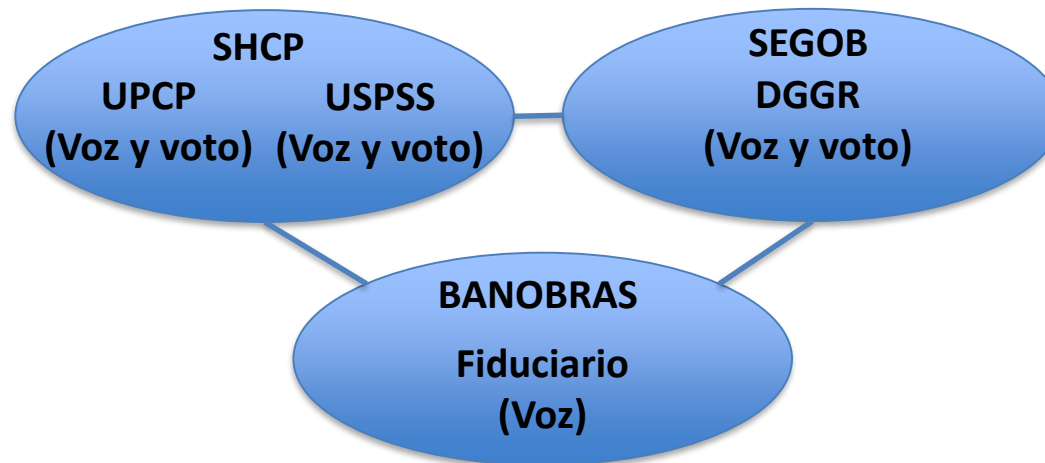 SHCP
UPCP
(Voz y voto)
USPSS
(Voz y voto)
SEGOB
DGGR
(Voz y voto)
BANOBRAS
Fiduciario
(Voz)